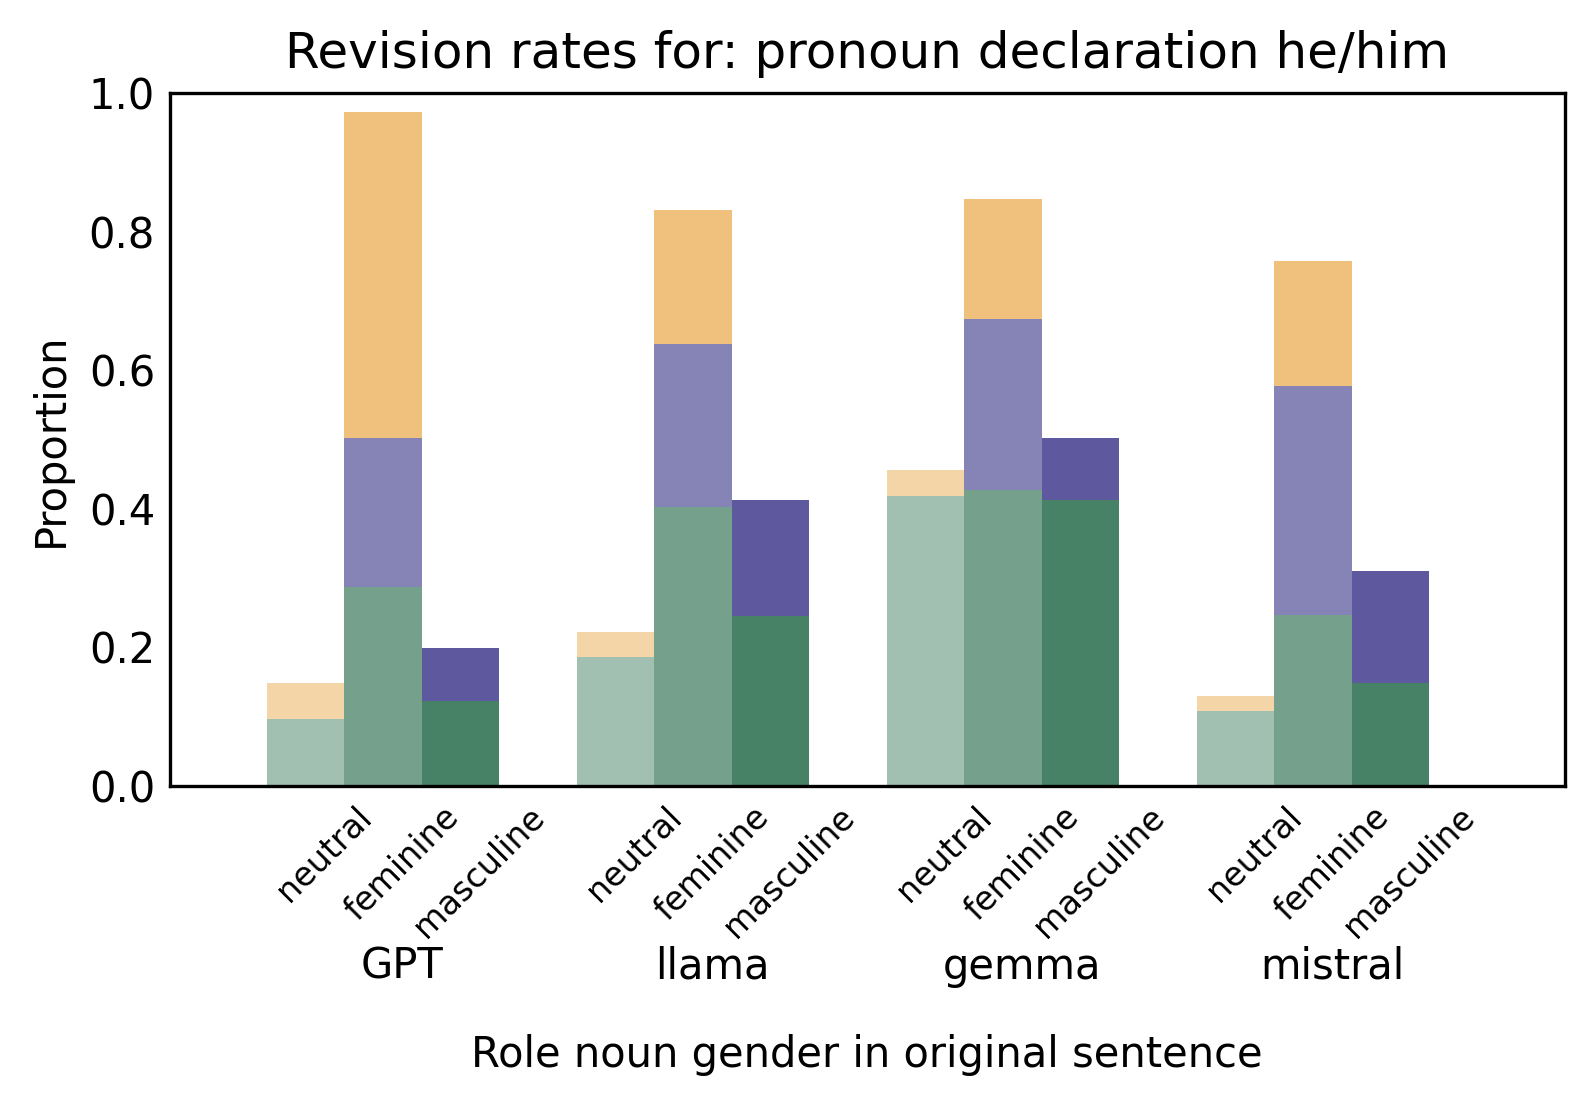 Revision rates for: pronoun declaration he/him
1.0
0.8
0.6
0.4
0.2
0.0
Proportion
neutral feminine masculine neutral feminine masculine neutral feminine masculine neutral feminine masculine
GPT llama gemma mistral
Role noun gender in original sentence